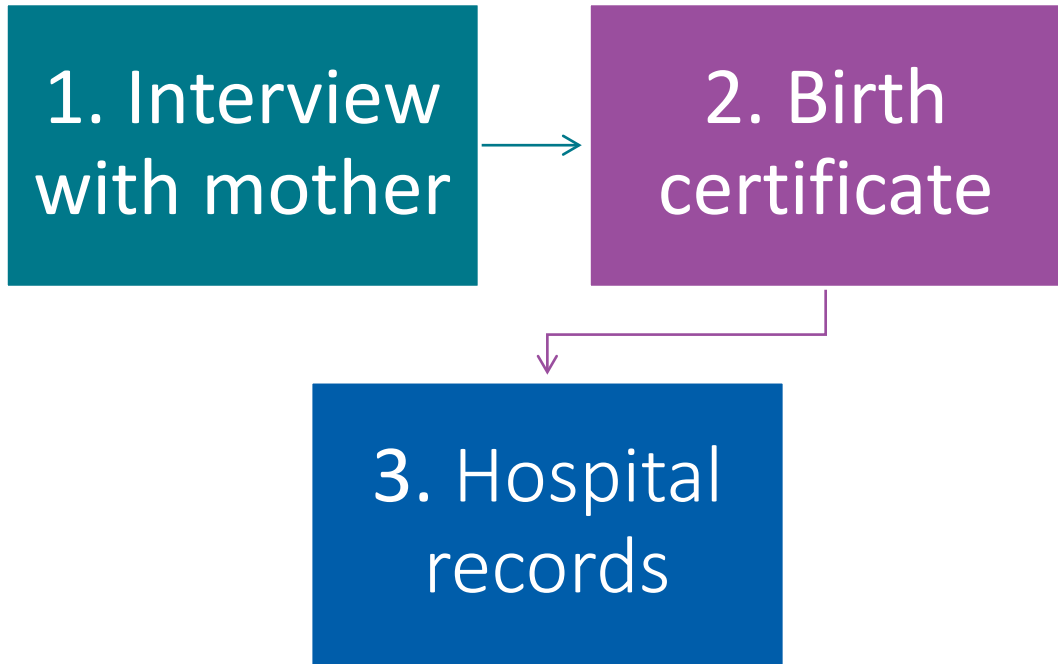 1. Interview
with mother
2. Birth
certificate
3. Hospital
records